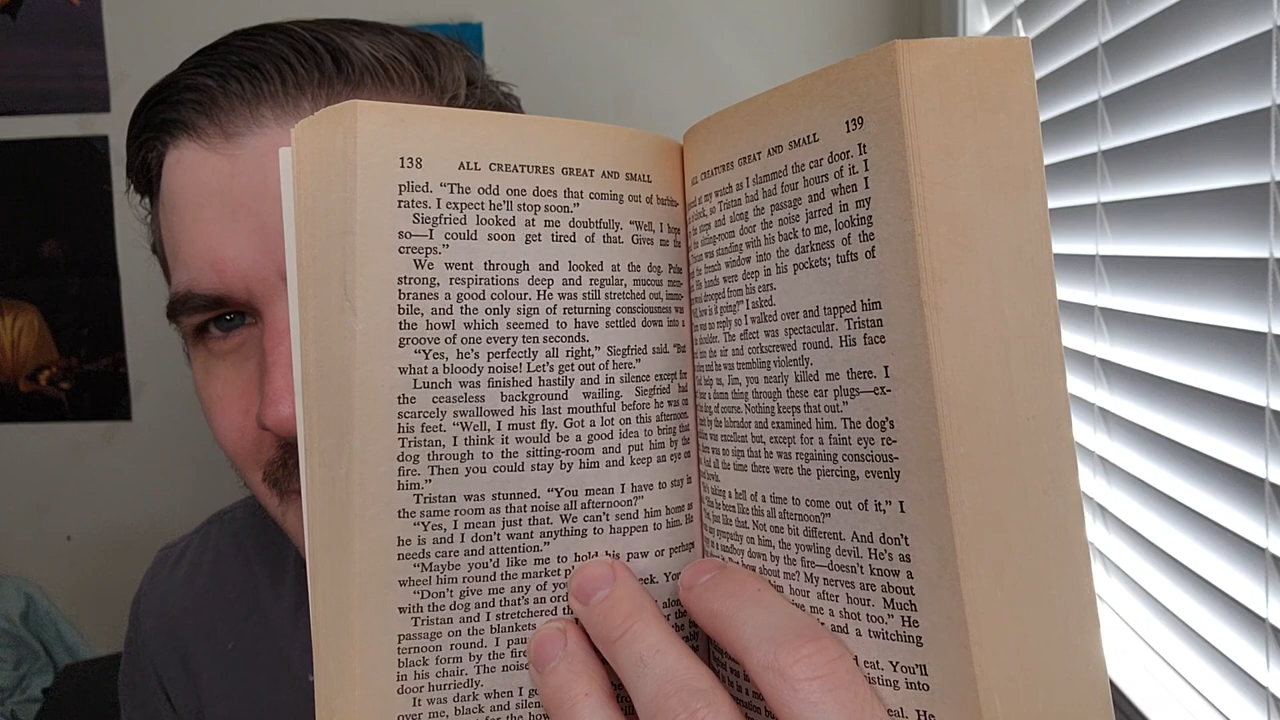 138 ALL CREATURES GREAT AND SMALL
plied. “The odd one does that coming out of barbitu-
rates. I expect he’ll stop soon.”
Siegfried looked at me doubtfully. “Well, I hope
so—I could soon get tired of that. Gives me the
creeps.”
We went through and looked at the dog. Pulse
strong, respirations deep and regular, mucous mem-
branes a good colour. He was still stretched out, immo-
bile, and the only sign of returning consciousness was
the howl which seemed to have settled down into a
groove of one every ten seconds.
“Yes, he’s perfectly all right,” Siegfried said. “But
what a bloody noise! Let’s get out of here.”
Lunch was finished hastily and in silence except for
the ceaseless background wailing. Siegfried had
scarcely swallowed his last mouthful before he was on
his feet. “Well, I must fly. Got a lot on this afternoon.
Tristan, I think it would be a good idea to bring that
dog through to the sitting-room and put him by the
fire. Then you could stay by him and keep an eye on
him.”
Tristan was stunned. “You mean I have to stay in
the same room as that noise all afternoon?”
“Yes, I mean just that. We can’t send him home as
he is and I don’t want anything to happen to him. He
needs care and attention.”
“Maybe you’d like me to hold his paw or perhaps
wheel him round the market
“Don’t give me any of
with the dog and that’s an
Tristan and I stretched
passage on the blankets
ternoon round. I
black form by the fire
in his chair. The noise
door hurriedly.
It was dark when I
over me, black and
for the
ALL CREATURES GREAT AND SMALL 139
at my watch as I slammed the car door. It
so Tristan had had four hours of it. I
steps and along the passage and when I
sitting-room door the noise jarred in my
was standing with his back to me, looking
the french window into the darkness of the
His hands were deep in his pockets; tufts of
drooped from his ears.
how is it going?” I asked.
was no reply so I walked over and tapped him
shoulder. The effect was spectacular. Tristan
into the air and corkscrewed round. His face
and he was trembling violently.
help us, Jim, you nearly killed me there. I
a damn thing through these ear plugs—ex-
dog, of course. Nothing keeps that out.”
by the labrador and examined him. The dog’s
was excellent but, except for a faint eye re-
there was no sign that he was regaining conscious-
And all the time there were the piercing, evenly
howls.
taking a hell of a time to come out of it,” I
he been like this all afternoon?”
just like that. Not one bit different. And don’t
sympathy on him, the yowling devil. He’s as
a sandboy down by the fire—doesn’t know a
how about me? My nerves are about
him hour after hour. Much
me a shot too.” He
and a twitching
eat. You’ll
into
He